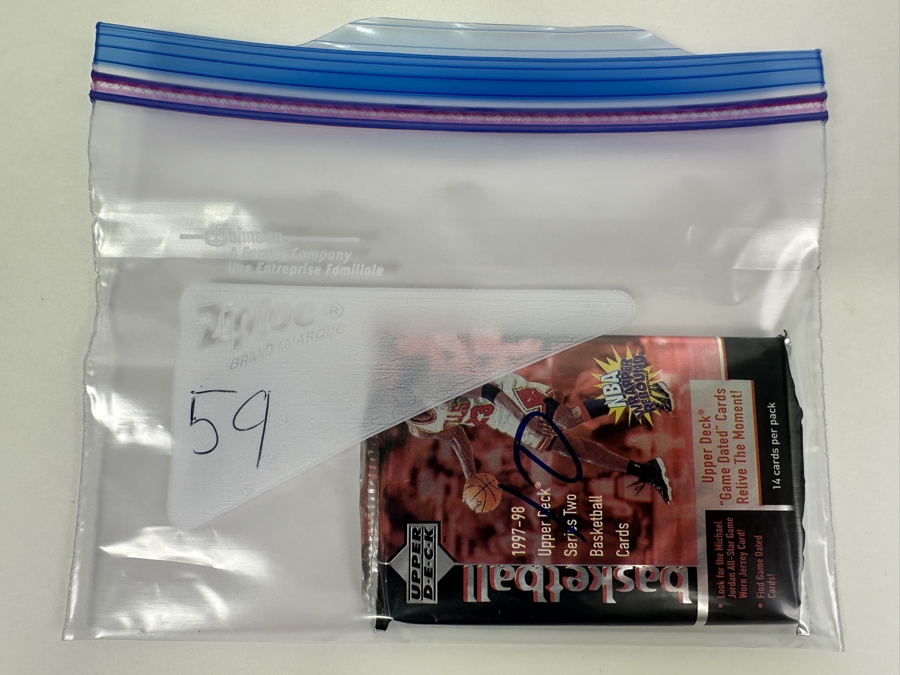 Johnson
A Family Company
Une Entreprise Familiale
Ziploc®
BRAND / MARQUE
59
10
NBA
1997-98
Upper Deck®
Series Two
Basketball
Cards
UPPER
DECK
basketball
Upper Deck®
"Game Dated" Cards
Relive The Moment!
14 cards per pack
• Look for the Michael
Jordan All-Star Game
Worn Jersey Card!
• Find Game Dated
Cards!